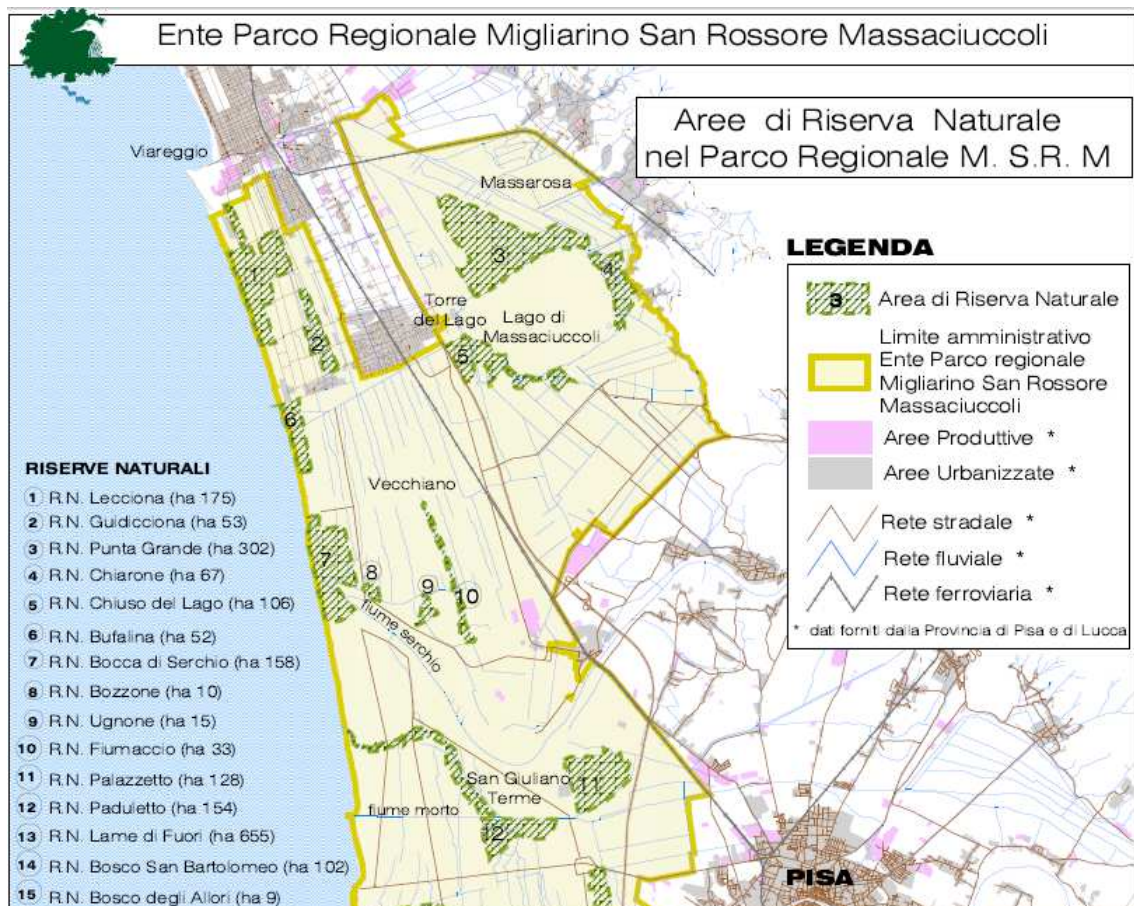 Ente Parco Regionale Migliarino San Rossore Massaciuccoli
Aree di Riserva Naturale
nel Parco Regionale M. S.R. M
Viareggio
Massarosa
3
4
1
Torre
del Lago
Lago di
Massaciuccoli
2
5
6
Vecchiano
7
8
9
10
fiume serchio
San Giuliano
Terme
11
fiume morto
12
PISA
LEGENDA
3 Area di Riserva Naturale
Limite amministrativo
Ente Parco regionale
Migliarino San Rossore
Massaciuccoli
Aree Produttive *
Aree Urbanizzate *
Rete stradale *
Rete fluviale *
Rete ferroviaria *
* dati forniti dalla Provincia di Pisa e di Lucca
RISERVE NATURALI
1 R.N. Lecciona (ha 175)
2 R.N. Guidicciona (ha 53)
3 R.N. Punta Grande (ha 302)
4 R.N. Chiarone (ha 67)
5 R.N. Chiuso del Lago (ha 106)
6 R.N. Bufalina (ha 52)
7 R.N. Bocca di Serchio (ha 158)
8 R.N. Bozzone (ha 10)
9 R.N. Ugnone (ha 15)
10 R.N. Fiumaccio (ha 33)
11 R.N. Palazzetto (ha 128)
12 R.N. Paduletto (ha 154)
13 R.N. Lame di Fuori (ha 655)
14 R.N. Bosco San Bartolomeo (ha 102)
15 R.N. Bosco degli Allori (ha 9)